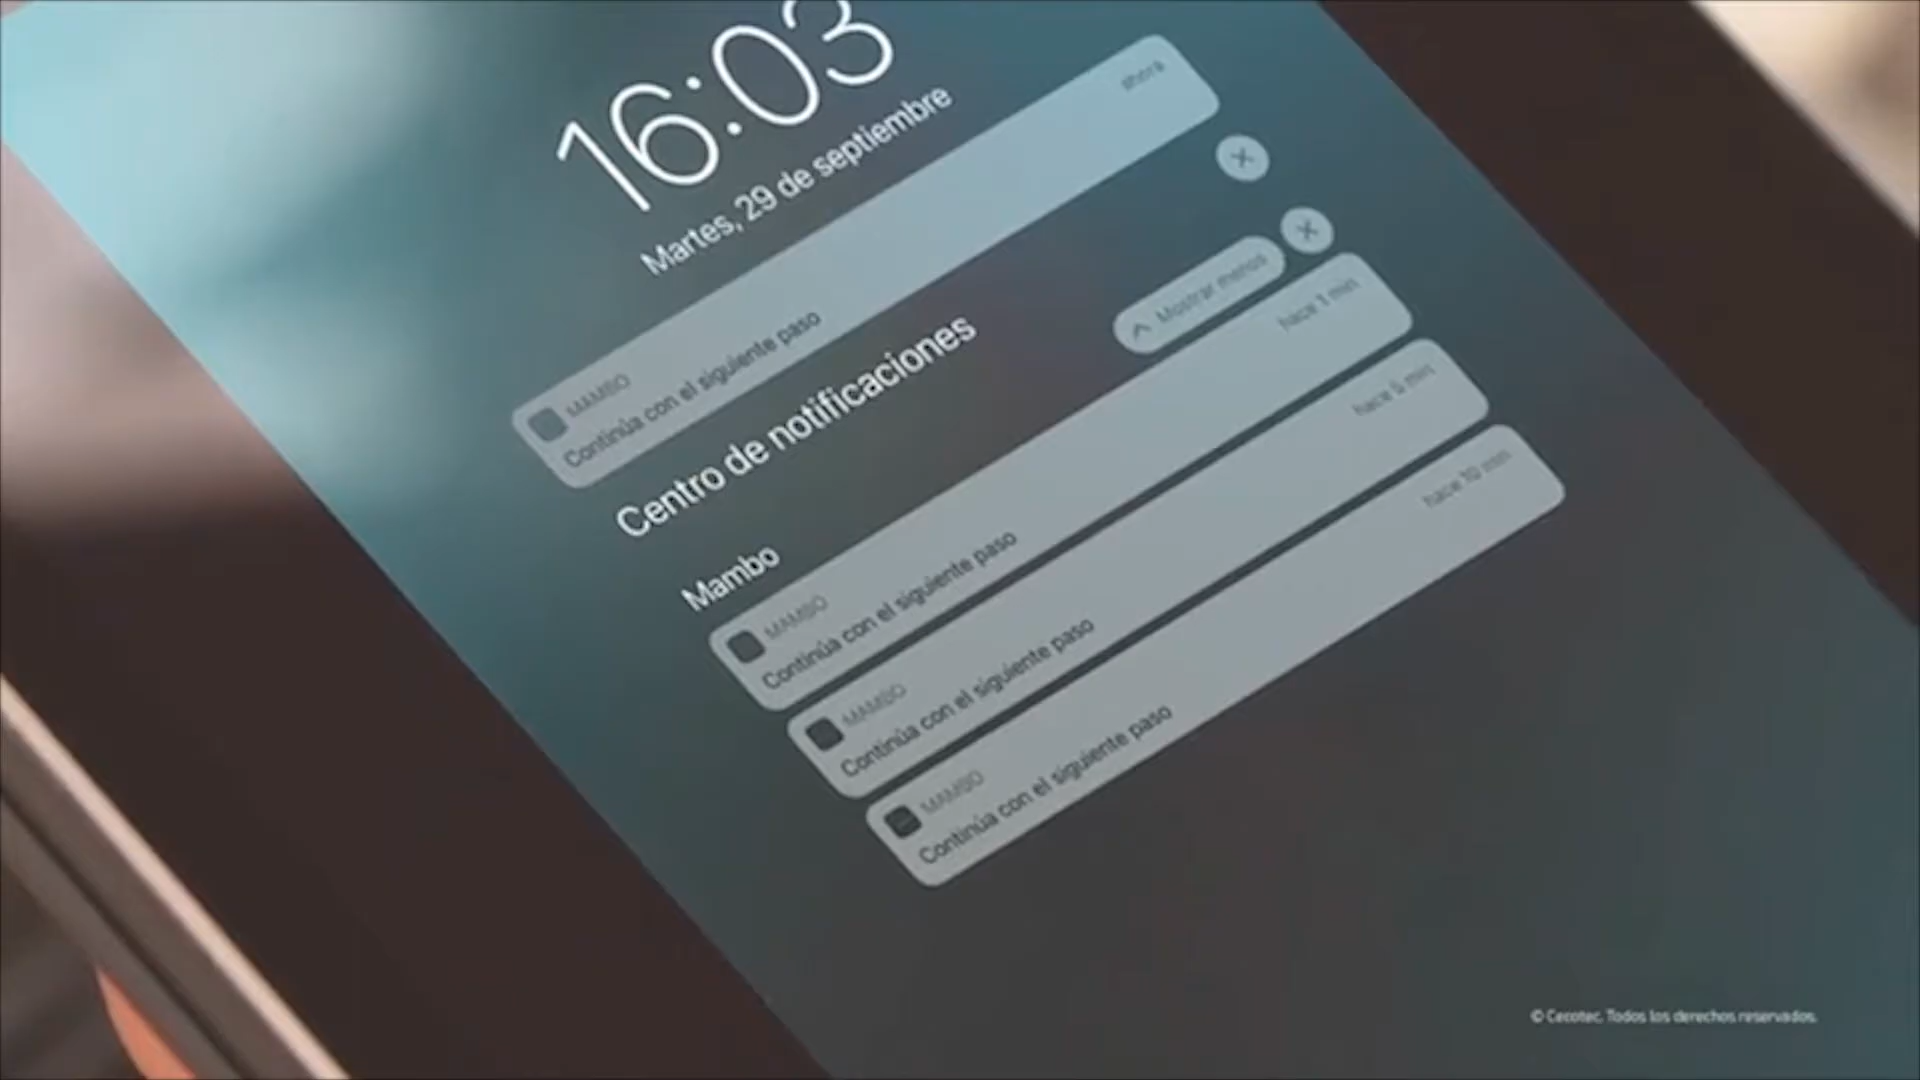 16:03
Martes, 29 de septiembre
ahora
MAMBO
Continúa con el siguiente paso
Centro de notificaciones
Mostrar menos
Mambo
hace 1 min
MAMBO
Continúa con el siguiente paso
hace 5 min
MAMBO
Continúa con el siguiente paso
hace 10 min
MAMBO
Continúa con el siguiente paso
© Cecotec. Todos los derechos reservados.